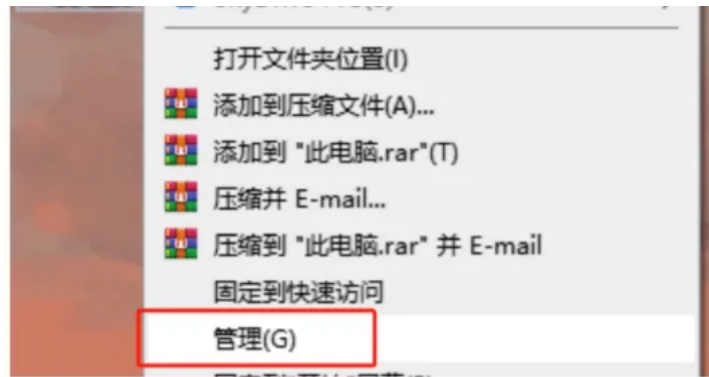 打开文件夹位置(I)
添加到压缩文件(A)...
添加到 "此电脑.rar"(T)
压缩并 E-mail...
压缩到 "此电脑.rar" 并 E-mail
固定到快速访问
管理(G)